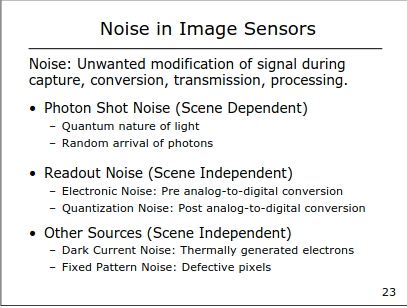 Noise in Image Sensors
Noise: Unwanted modification of signal during
capture, conversion, transmission, processing.
• Photon Shot Noise (Scene Dependent)
– Quantum nature of light
– Random arrival of photons
• Readout Noise (Scene Independent)
– Electronic Noise: Pre analog-to-digital conversion
– Quantization Noise: Post analog-to-digital conversion
• Other Sources (Scene Independent)
– Dark Current Noise: Thermally generated electrons
– Fixed Pattern Noise: Defective pixels
23